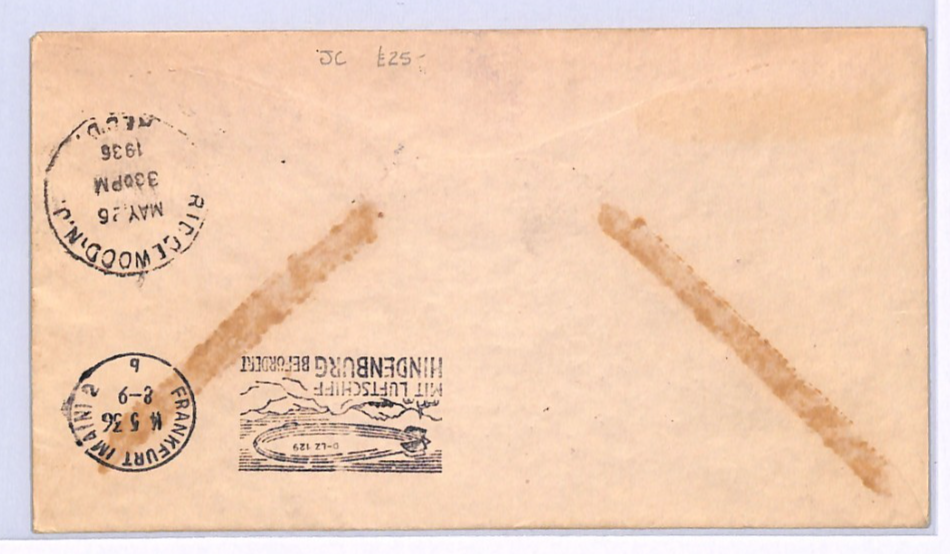 JC £25-
RIDGEWOOD, N.J.
MAY 26
330PM
1936
REC'D.
FRANKFURT (MAIN) 2
5 36
8-9
b
MIT LUFTSCHIFF
HINDENBURG BEFÖRDERT
D-LZ 129